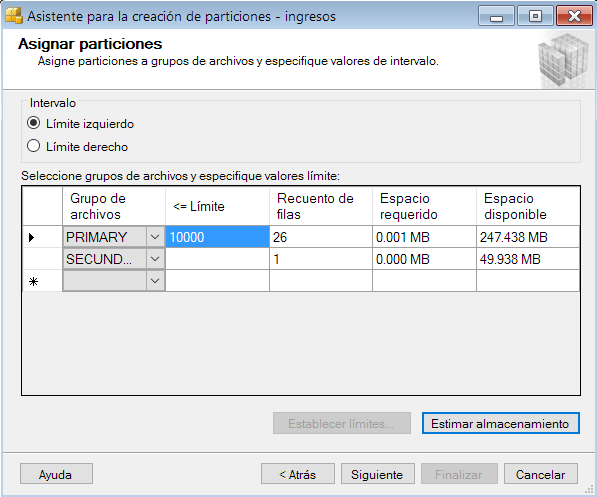 Asistente para la creación de particiones - ingresos
Asignar particiones
Asigne particiones a grupos de archivos y especifique valores de intervalo.
Intervalo
Límite izquierdo
Límite derecho
Seleccione grupos de archivos y especifique valores límite:
Grupo de archivos <= Límite Recuento de filas Espacio requerido Espacio disponible
PRIMARY 10000 26 0.001 MB 247.438 MB
SECUND... 1 0.000 MB 49.938 MB
Establecer límites... Estimar almacenamiento
Ayuda < Atrás Siguiente Finalizar Cancelar